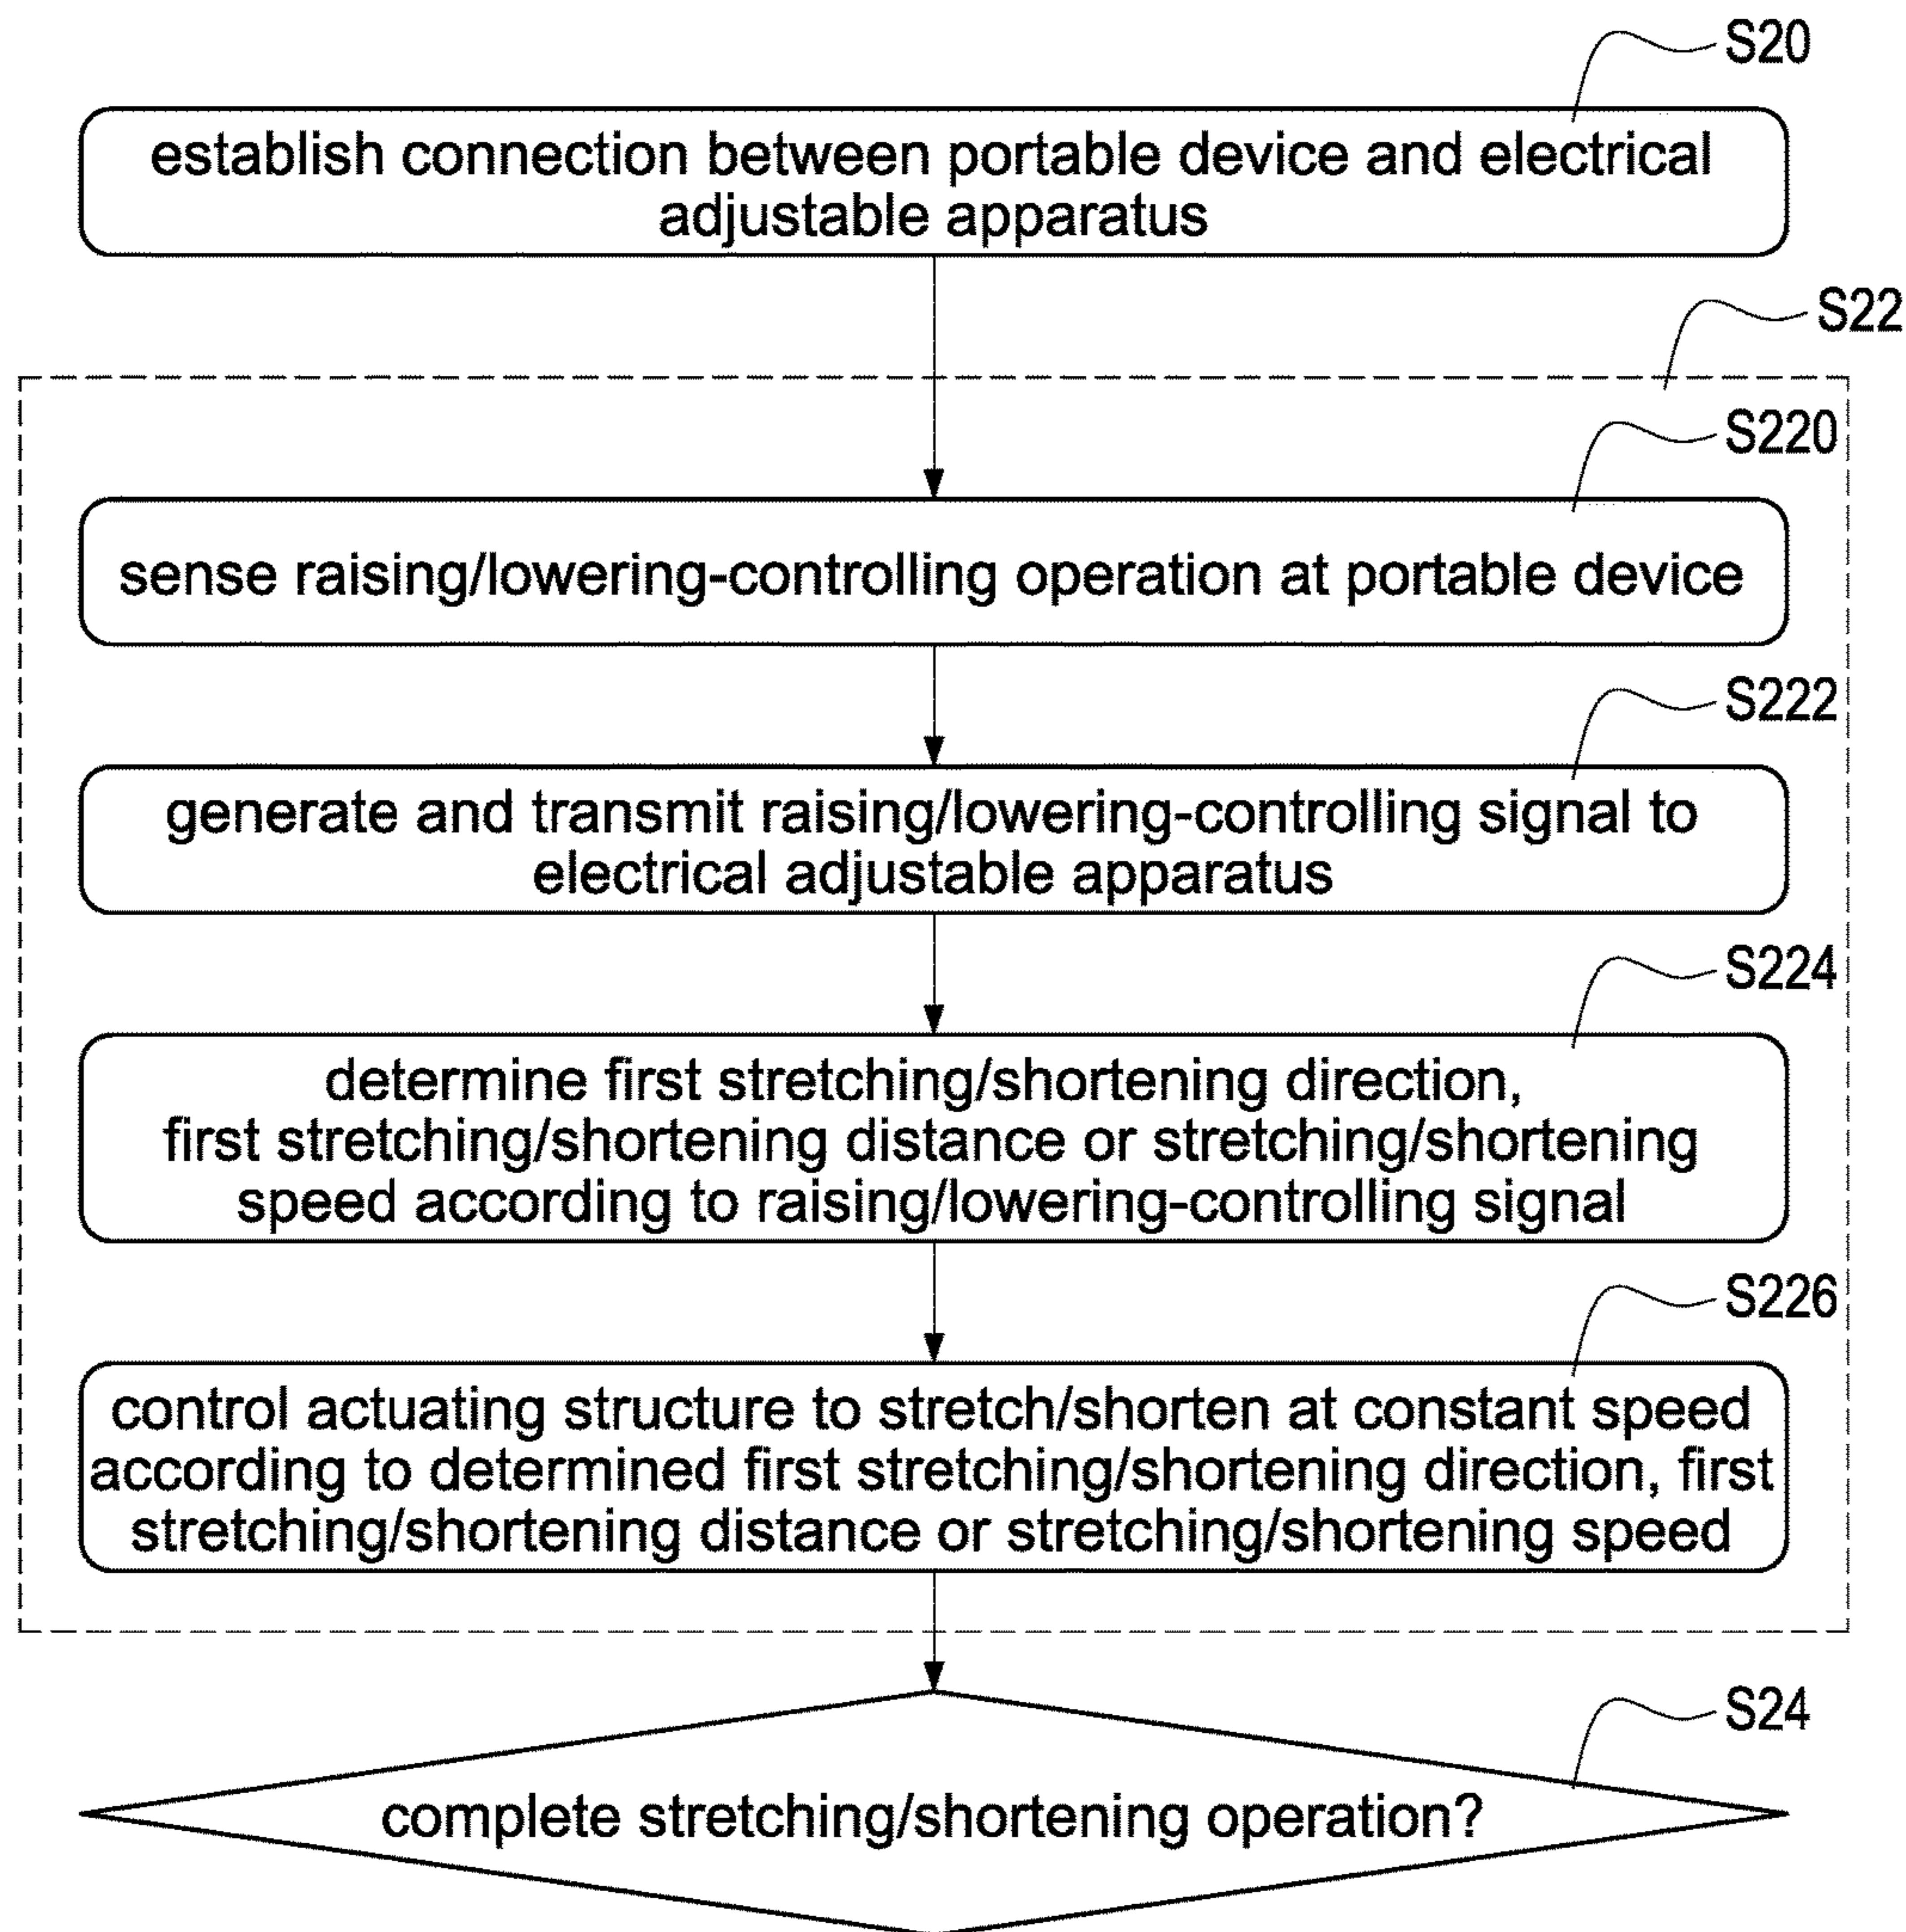 S20
establish connection between portable device and electrical
adjustable apparatus
S22
S220
sense raising/lowering-controlling operation at portable device
S222
generate and transmit raising/lowering-controlling signal to
electrical adjustable apparatus
S224
determine first stretching/shortening direction,
first stretching/shortening distance or stretching/shortening
speed according to raising/lowering-controlling signal
S226
control actuating structure to stretch/shorten at constant speed
according to determined first stretching/shortening direction, first
stretching/shortening distance or stretching/shortening speed
S24
complete stretching/shortening operation?